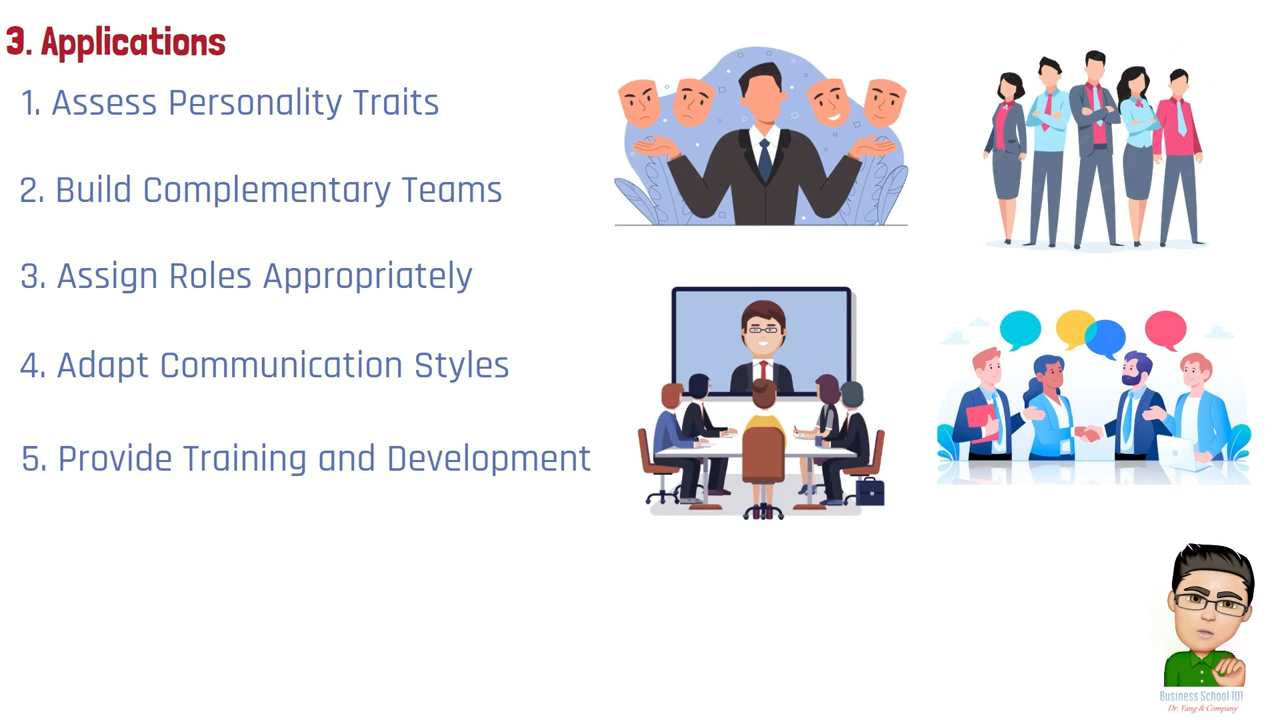 3. Applications
1. Assess Personality Traits
2. Build Complementary Teams
3. Assign Roles Appropriately
4. Adapt Communication Styles
5. Provide Training and Development
Business School 101
Dr. Yang & Company